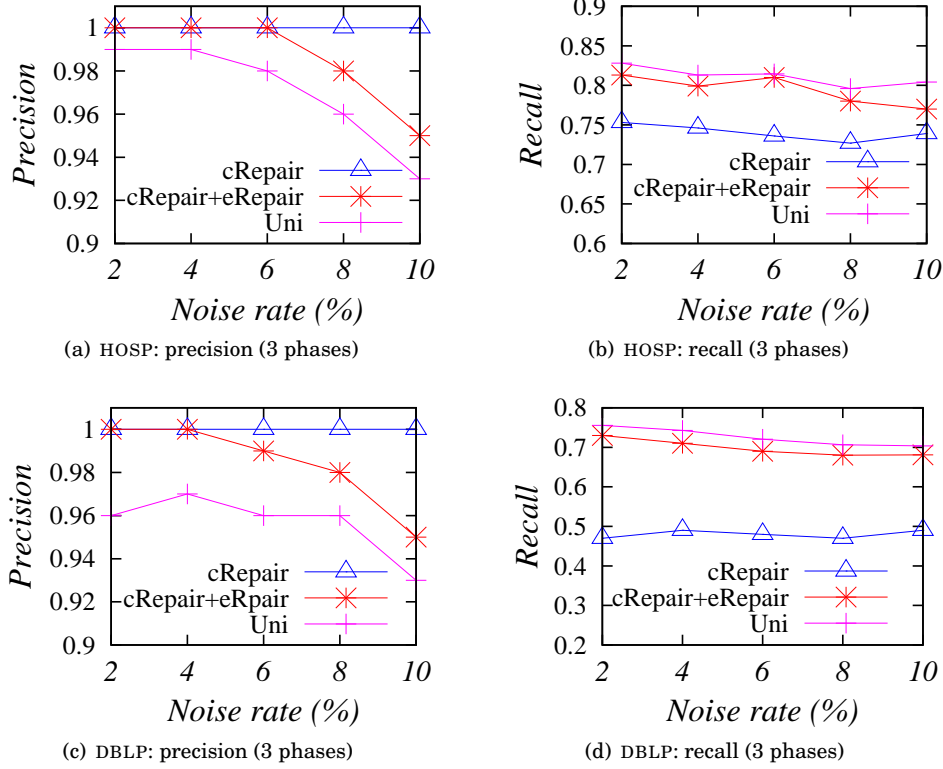 1
0.98
0.96
0.94
0.92
0.9
Precision
cRepair
cRepair+eRepair
Uni
2 4 6 8 10
Noise rate (%)
(a) HOSP: precision (3 phases)
0.9
0.85
0.8
0.75
0.7
0.65
0.6
Recall
cRepair
cRepair+eRepair
Uni
2 4 6 8 10
Noise rate (%)
(b) HOSP: recall (3 phases)
1
0.98
0.96
0.94
0.92
0.9
Precision
cRepair
cRepair+eRpair
Uni
2 4 6 8 10
Noise rate (%)
(c) DBLP: precision (3 phases)
0.8
0.7
0.6
0.5
0.4
0.3
0.2
Recall
cRepair
cRepair+eRepair
Uni
2 4 6 8 10
Noise rate (%)
(d) DBLP: recall (3 phases)